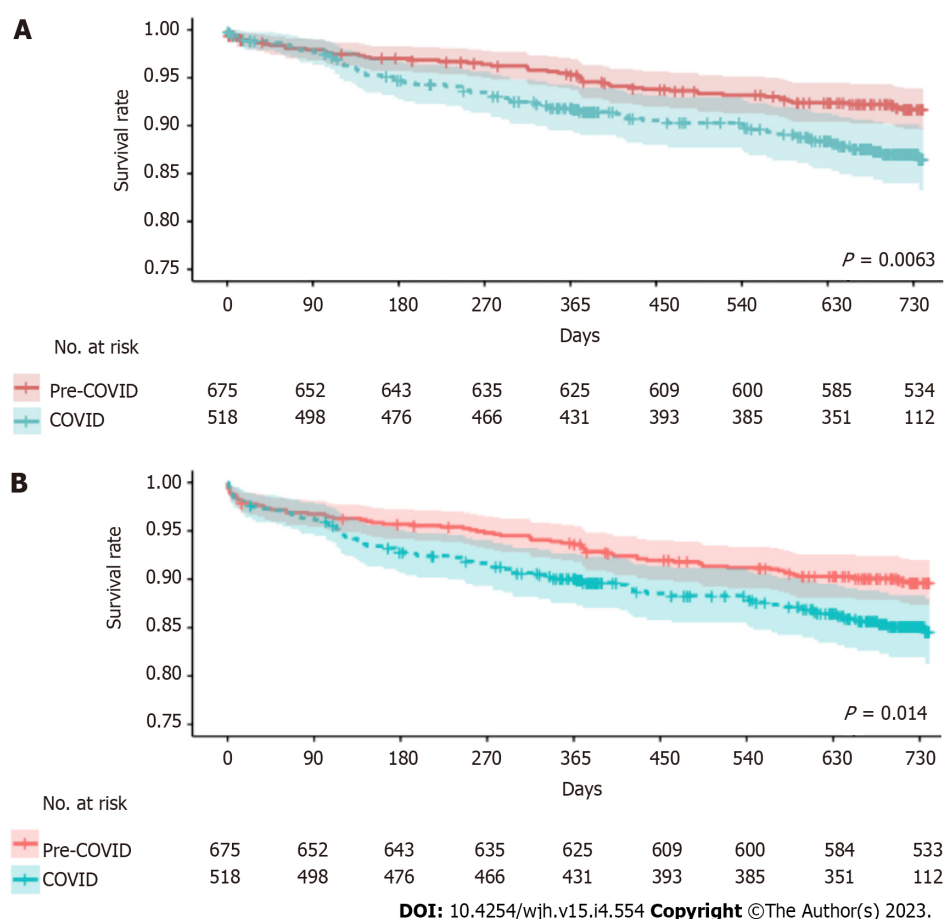 A
Survival rate
1.00
0.95
0.90
0.85
0.80
0.75
P = 0.0063
0 90 180 270 365 450 540 630 730
Days
No. at risk
Pre-COVID 675 652 643 635 625 609 600 585 534
COVID 518 498 476 466 431 393 385 351 112
B
Survival rate
1.00
0.95
0.90
0.85
0.80
0.75
P = 0.014
0 90 180 270 365 450 540 630 730
Days
No. at risk
Pre-COVID 675 652 643 635 625 609 600 584 533
COVID 518 498 476 466 431 393 385 351 112
DOI: 10.4254/wjh.v15.i4.554 Copyright ©The Author(s) 2023.